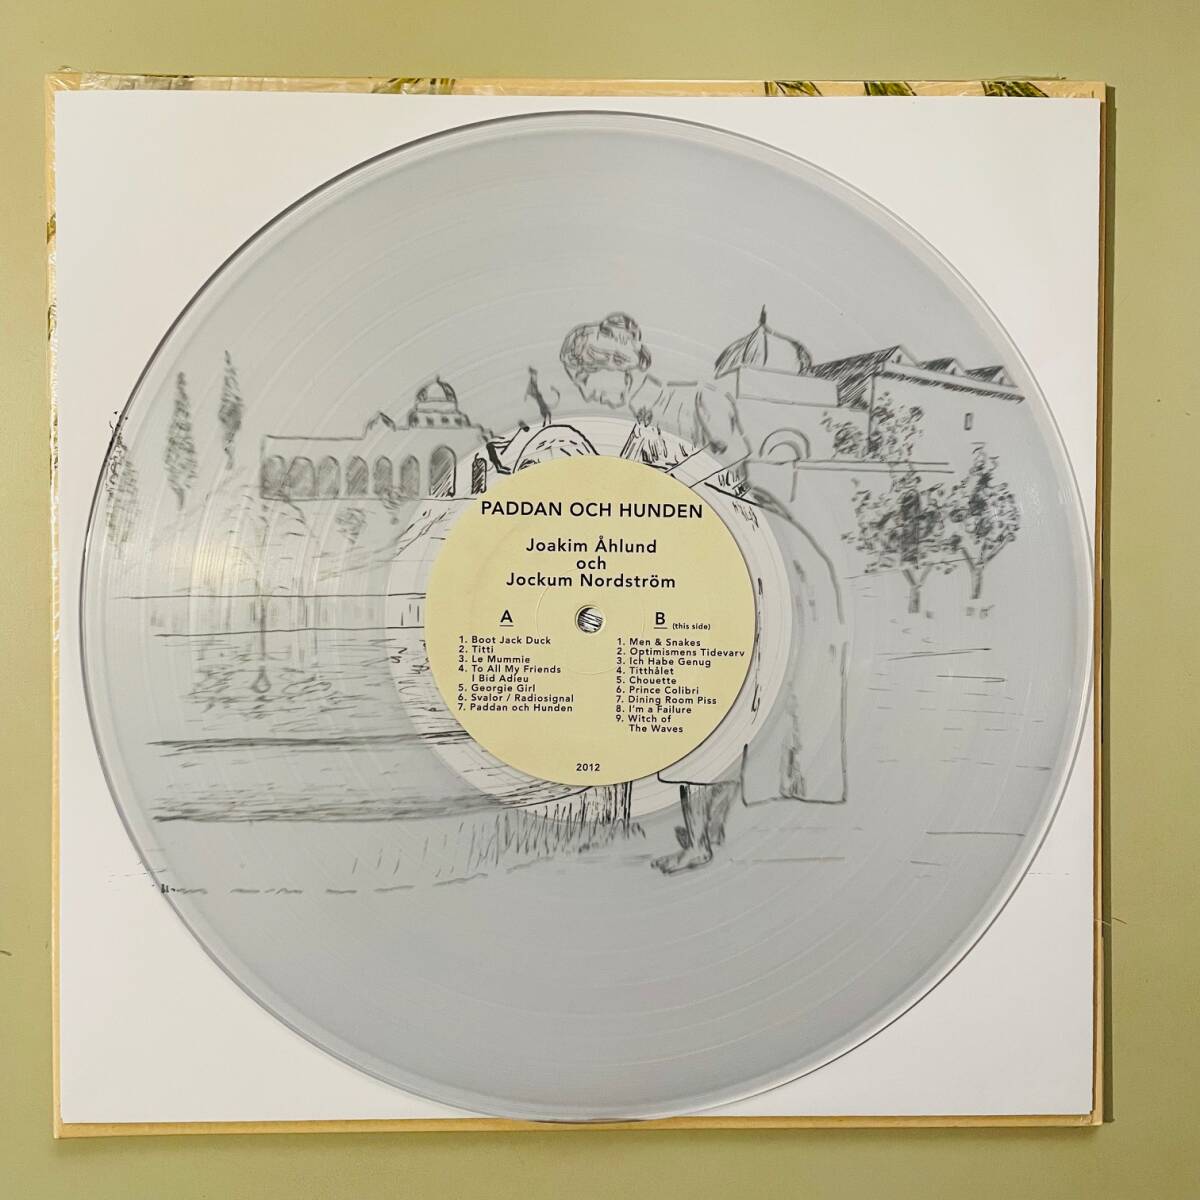 PADDAN OCH HUNDEN
Joakim Åhlund
och
Jockum Nordström
A
1. Boot Jack Duck
2. Titti
3. Le Mummie
4. To All My Friends
I Bid Adieu
5. Georgie Girl
6. Svalor / Radiosignal
7. Paddan och Hunden
B (this side)
1. Men & Snakes
2. Optimismens Tidevarv
3. Ich Habe Genug
4. Titthålet
5. Chouette
6. Prince Colibri
7. Dining Room Piss
8. I'm a Failure
9. Witch of
The Waves
2012